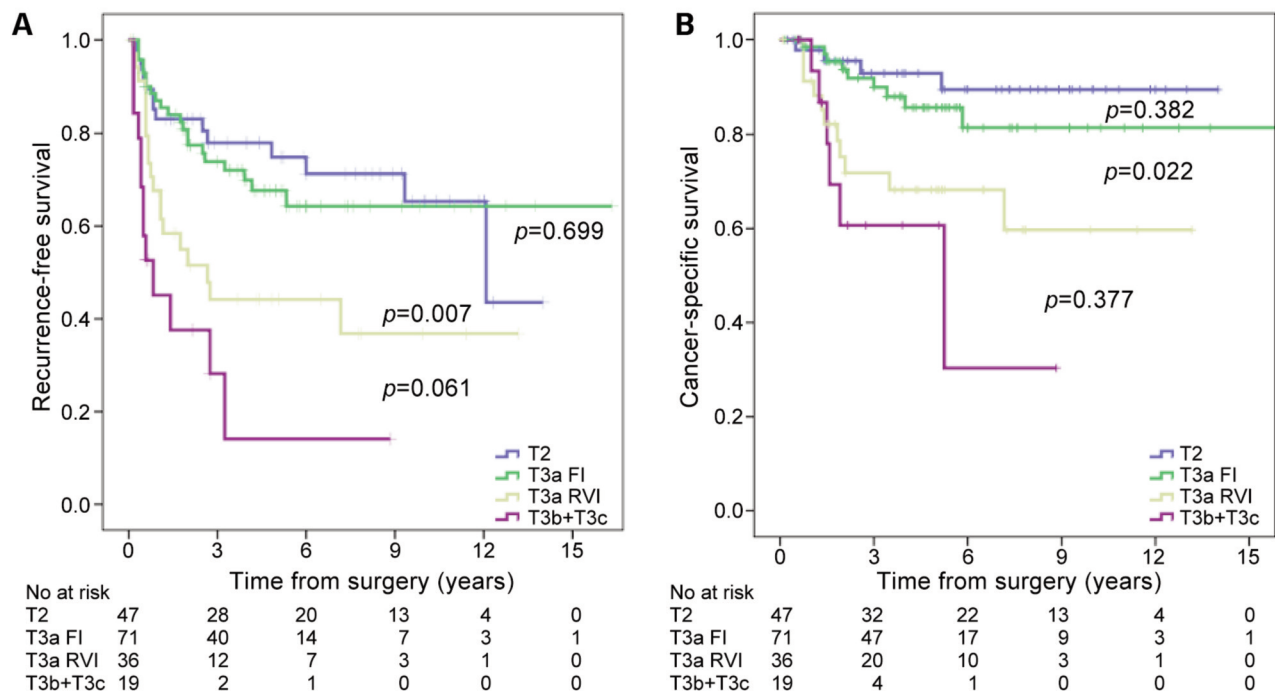 A
Recurrence-free survival
1.0
0.8
0.6
0.4
0.2
0.0
p=0.699
p=0.007
p=0.061
T2
T3a FI
T3a RVI
T3b+T3c
0 3 6 9 12 15
Time from surgery (years)
No at risk
T2 47 28 20 13 4 0
T3a FI 71 40 14 7 3 1
T3a RVI 36 12 7 3 1 0
T3b+T3c 19 2 1 0 0 0
B
Cancer-specific survival
1.0
0.8
0.6
0.4
0.2
0.0
p=0.382
p=0.022
p=0.377
T2
T3a FI
T3a RVI
T3b+T3c
0 3 6 9 12 15
Time from surgery (years)
No at risk
T2 47 32 22 13 4 0
T3a FI 71 47 17 9 3 1
T3a RVI 36 20 10 3 1 0
T3b+T3c 19 4 1 0 0 0